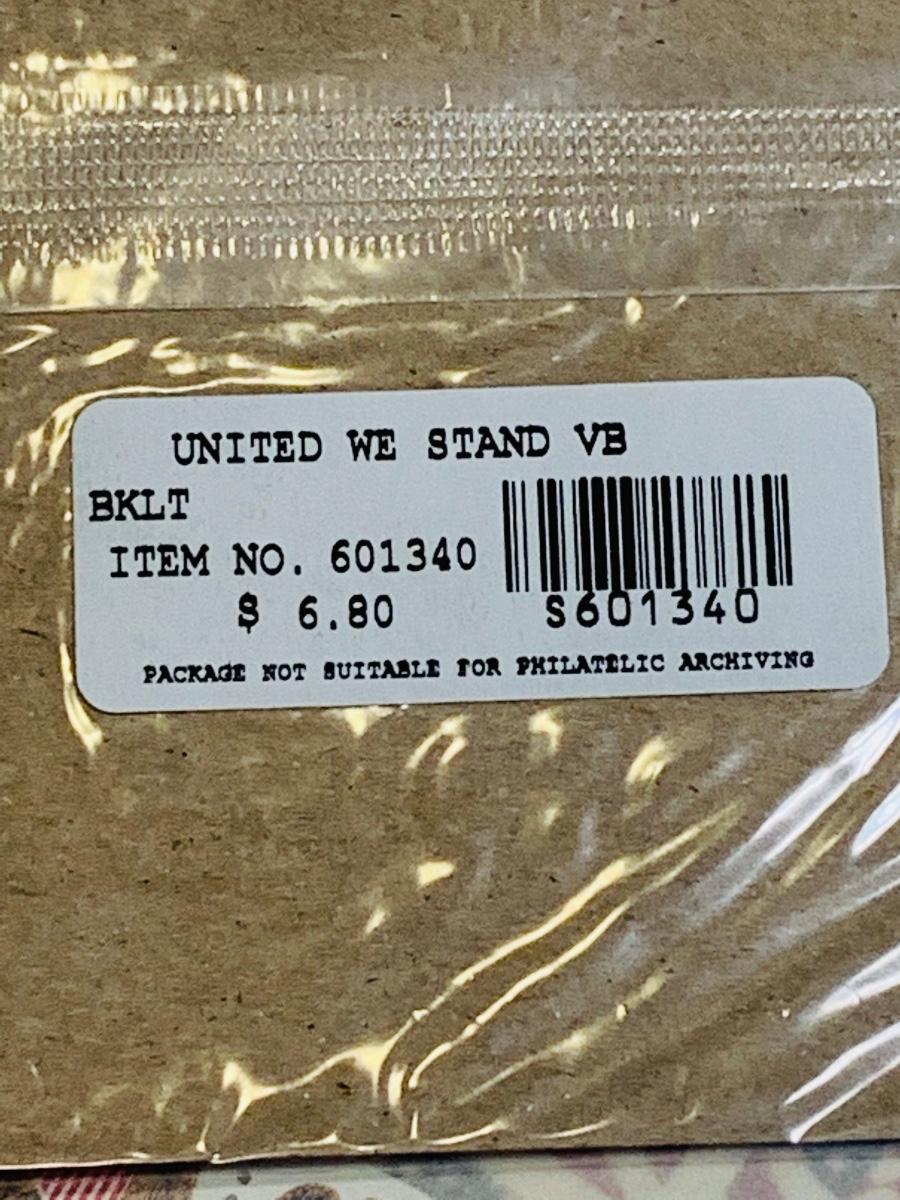 UNITED WE STAND VB
BKLT
ITEM NO. 601340
$ 6.80
S601340
PACKAGE NOT SUITABLE FOR PHILATELIC ARCHIVING